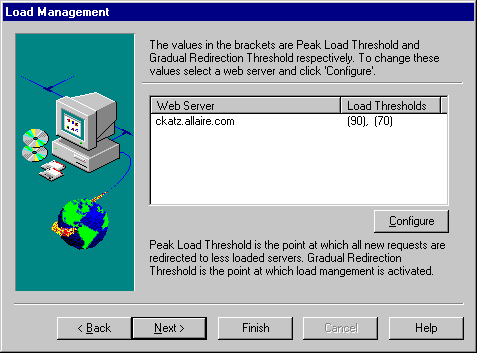 Load Management
The values in the brackets are Peak Load Threshold and
Gradual Redirection Threshold respectively. To change these
values select a web server and click 'Configure'.
Web Server Load Thresholds
ckatz.allaire.com (90), (70)
Configure
Peak Load Threshold is the point at which all new requests are
redirected to less loaded servers. Gradual Redirection
Threshold is the point at which load mangement is activated.
< Back Next > Finish Cancel Help